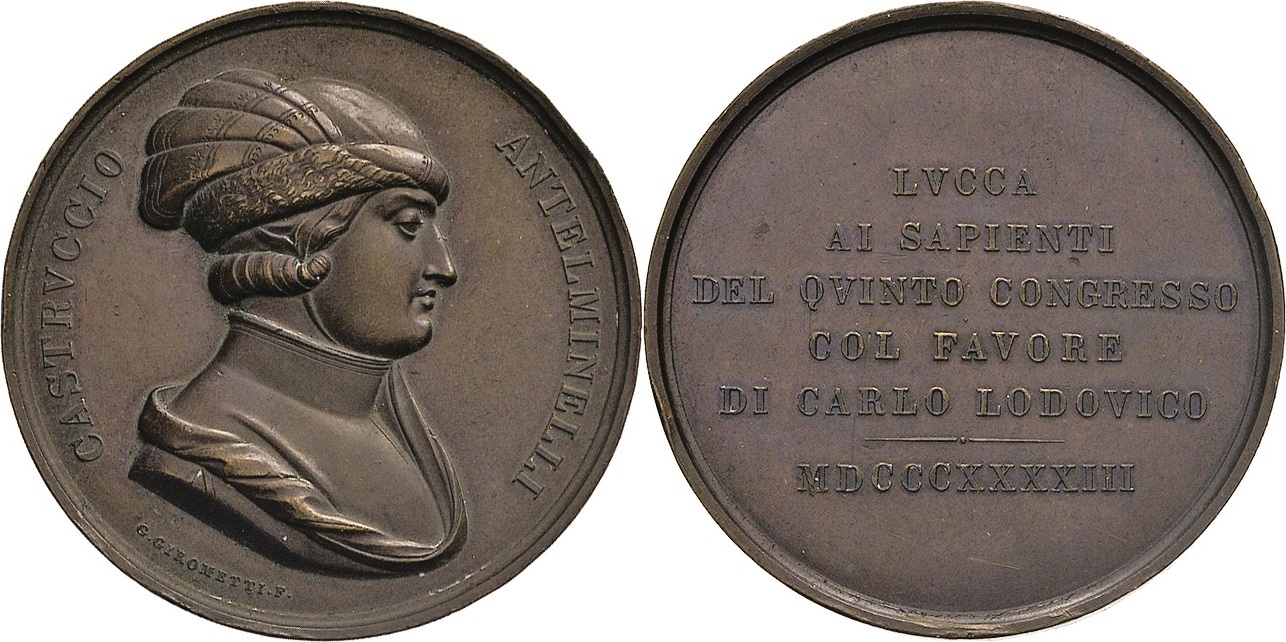 CASTRVCCIO ANTELMINELLI
G. GIROMETTI. F.
LVCCA
AI SAPIENTI
DEL QVINTO CONGRESSO
COL FAVORE
DI CARLO LODOVICO
MDCCCXXXXIII